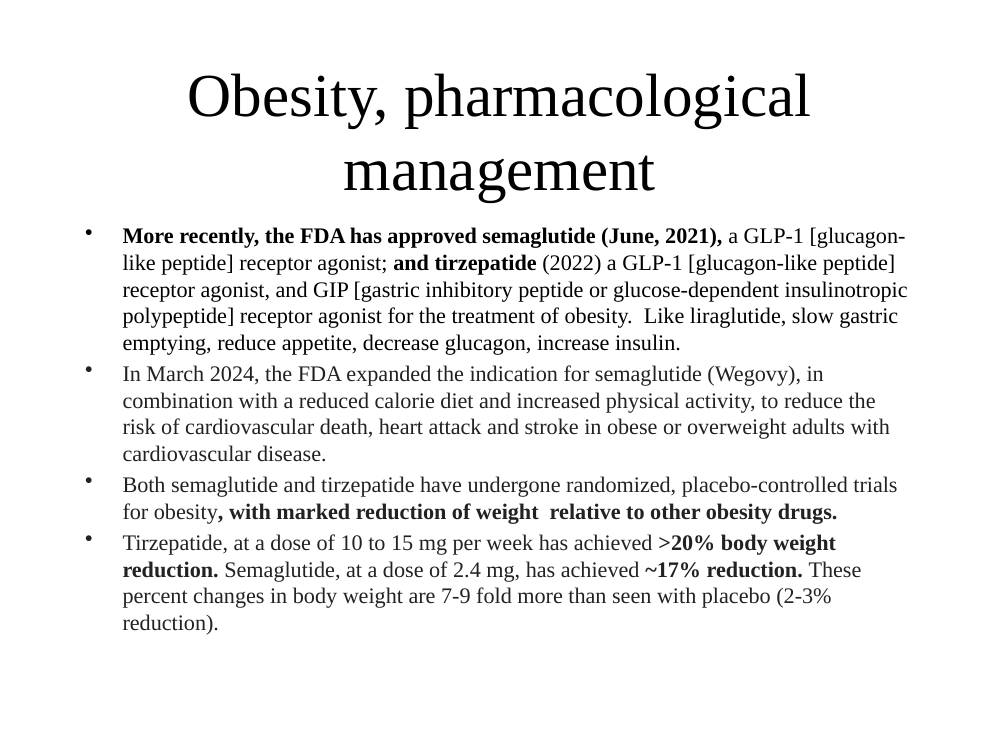 Obesity, pharmacological
management
• More recently, the FDA has approved semaglutide (June, 2021), a GLP-1 [glucagon-
like peptide] receptor agonist; and tirzepatide (2022) a GLP-1 [glucagon-like peptide]
receptor agonist, and GIP [gastric inhibitory peptide or glucose-dependent insulinotropic
polypeptide] receptor agonist for the treatment of obesity.  Like liraglutide, slow gastric
emptying, reduce appetite, decrease glucagon, increase insulin.
• In March 2024, the FDA expanded the indication for semaglutide (Wegovy), in
combination with a reduced calorie diet and increased physical activity, to reduce the
risk of cardiovascular death, heart attack and stroke in obese or overweight adults with
cardiovascular disease.
• Both semaglutide and tirzepatide have undergone randomized, placebo-controlled trials
for obesity, with marked reduction of weight  relative to other obesity drugs.
• Tirzepatide, at a dose of 10 to 15 mg per week has achieved >20% body weight
reduction. Semaglutide, at a dose of 2.4 mg, has achieved ~17% reduction. These
percent changes in body weight are 7-9 fold more than seen with placebo (2-3%
reduction).